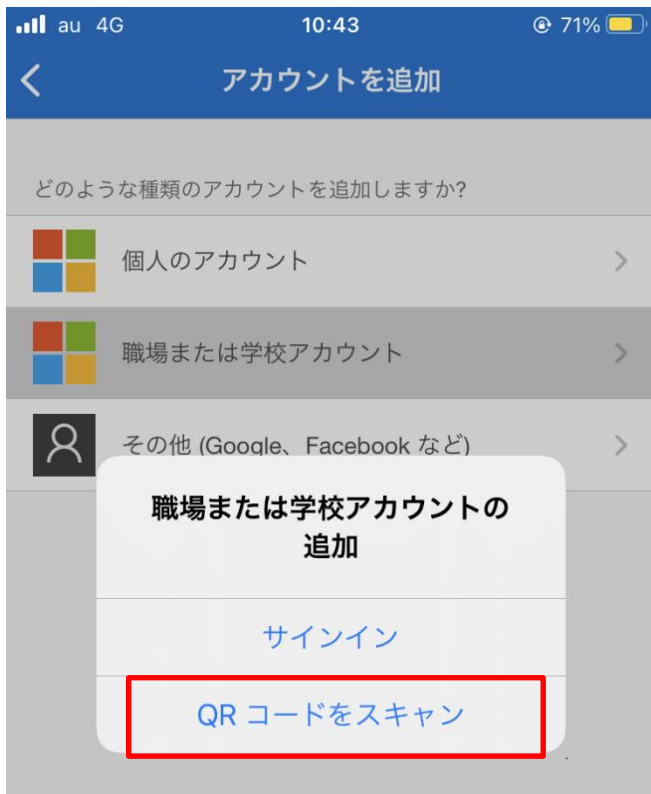 au 4G 10:43 71%
アカウントを追加
どのような種類のアカウントを追加しますか?
個人のアカウント
職場または学校アカウント
その他 (Google、Facebook など)
職場または学校アカウントの
追加
サインイン
QR コードをスキャン